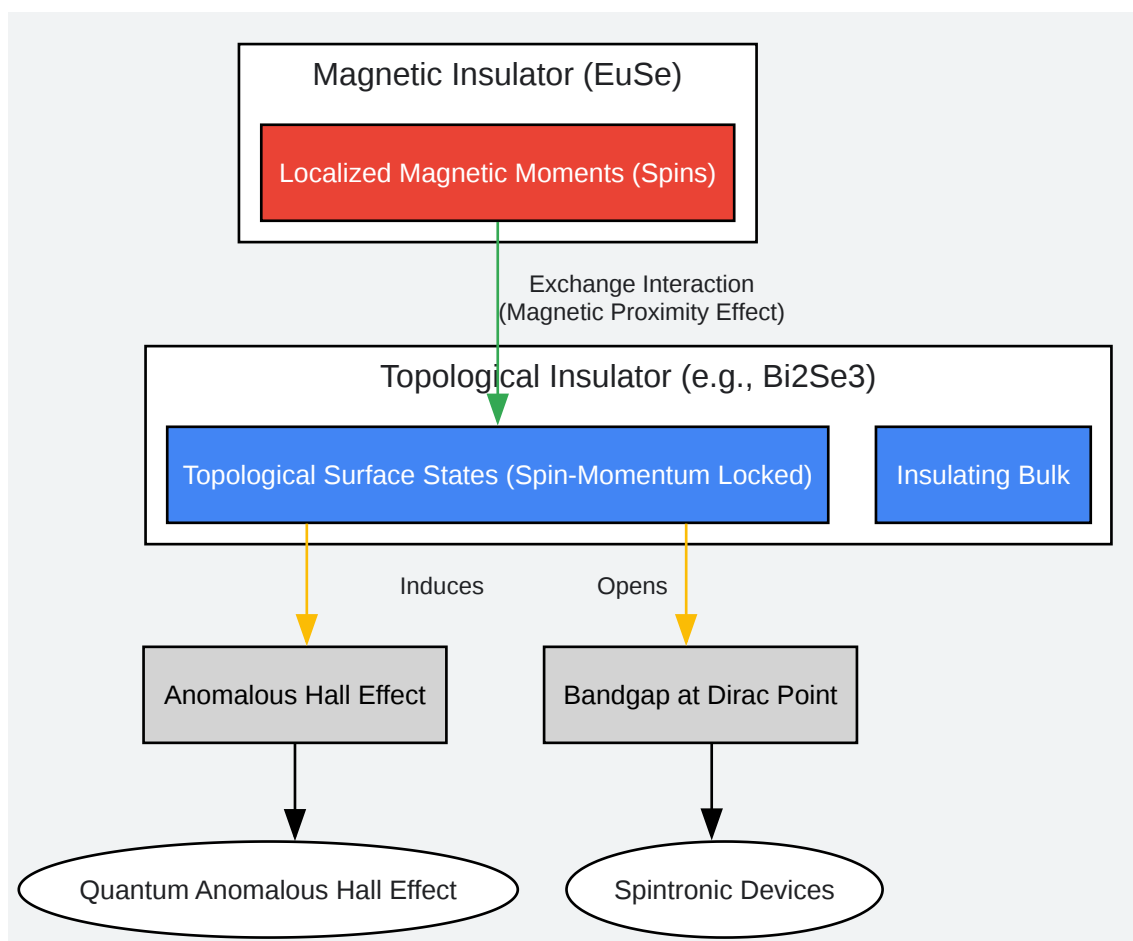 Magnetic Insulator (EuSe)
Localized Magnetic Moments (Spins)
Exchange Interaction
(Magnetic Proximity Effect)
Topological Insulator (e.g., Bi2Se3)
Topological Surface States (Spin-Momentum Locked)
Insulating Bulk
Induces
Opens
Anomalous Hall Effect
Bandgap at Dirac Point
Quantum Anomalous Hall Effect
Spintronic Devices